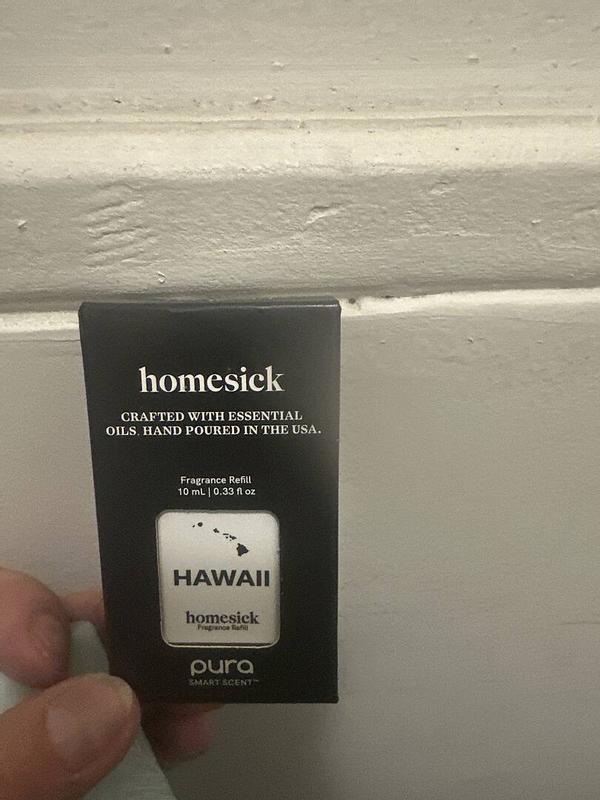 homesick
CRAFTED WITH ESSENTIAL
OILS. HAND POURED IN THE USA.
Fragrance Refill
10 mL | 0.33 fl oz
HAWAII
homesick
Fragrance Refill
pura
SMART SCENT™